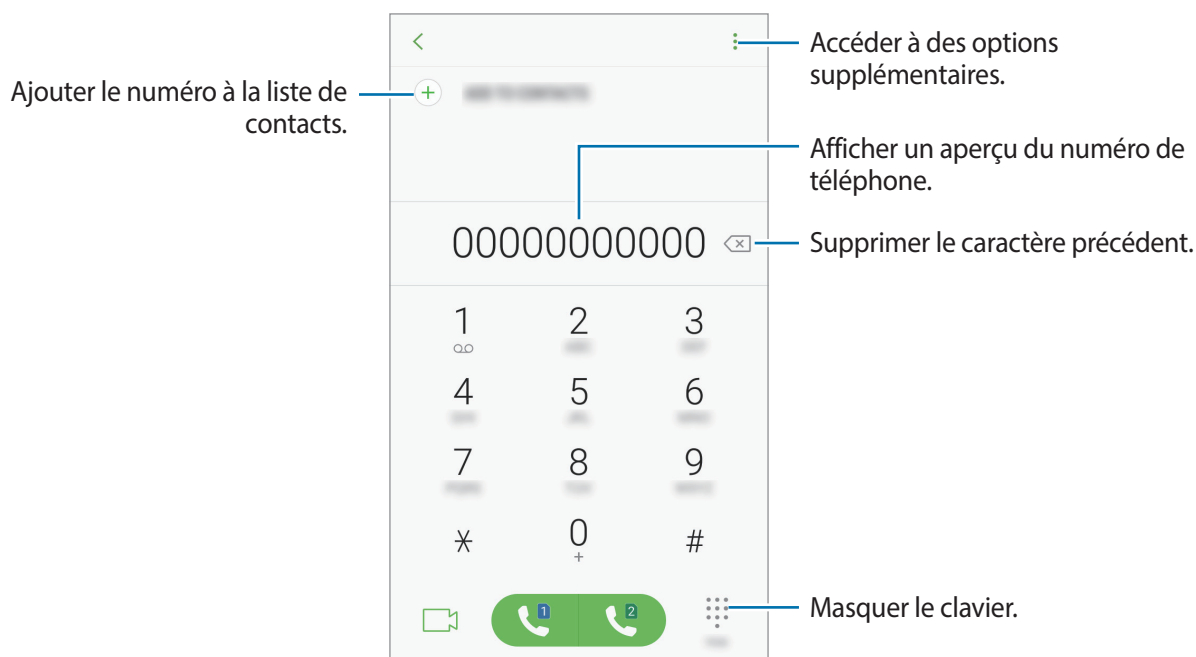 Accéder à des options
supplémentaires.
Ajouter le numéro à la liste de
contacts.
Afficher un aperçu du numéro de
téléphone.
00000000000
Supprimer le caractère précédent.
1 2 3
4 5 6
7 8 9
* 0 #
+
1 2
Masquer le clavier.